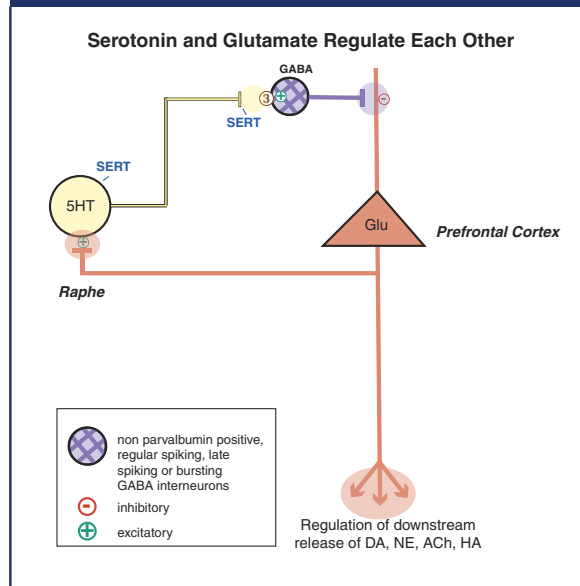 Serotonin and Glutamate Regulate Each Other
GABA
3
+
-
SERT
SERT
5HT
+
Glu
Prefrontal Cortex
Raphe
non parvalbumin positive,
regular spiking, late
spiking or bursting
GABA interneurons
- inhibitory
+ excitatory
Regulation of downstream
release of DA, NE, ACh, HA